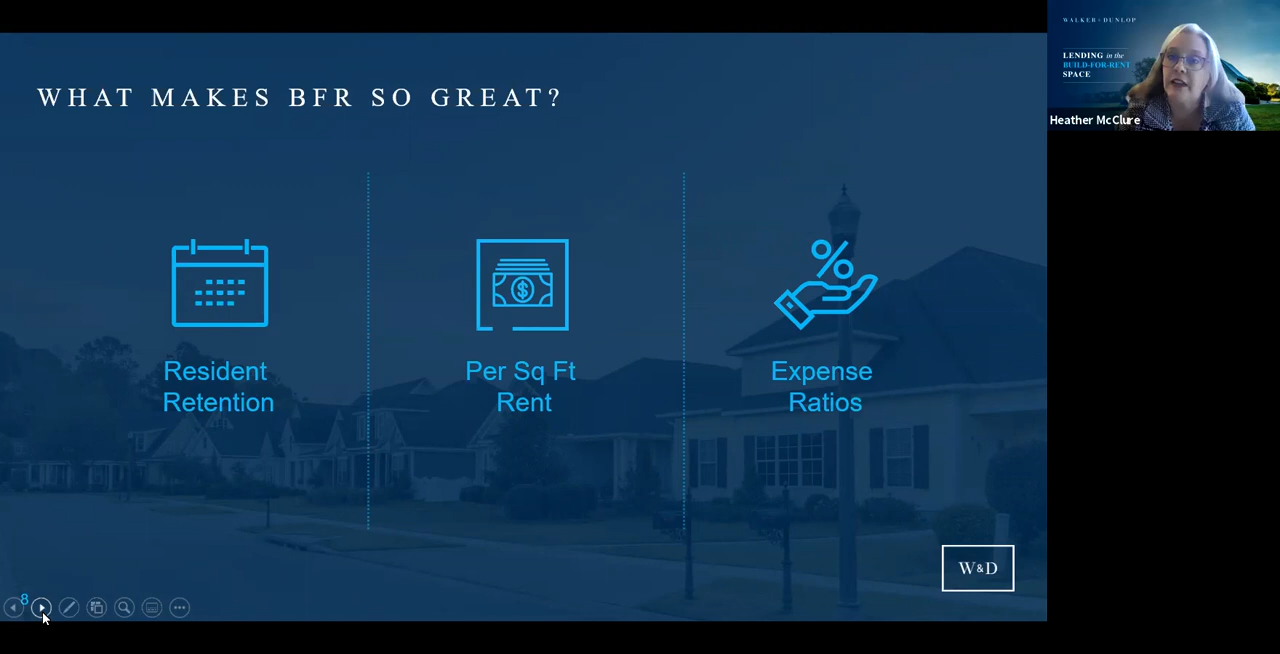 WHAT MAKES BFR SO GREAT?
Resident
Retention
Per Sq Ft
Rent
$
%
Expense
Ratios
W&D
8
WALKER & DUNLOP
LENDING in the
BUILD-FOR-RENT
SPACE
Heather McClure